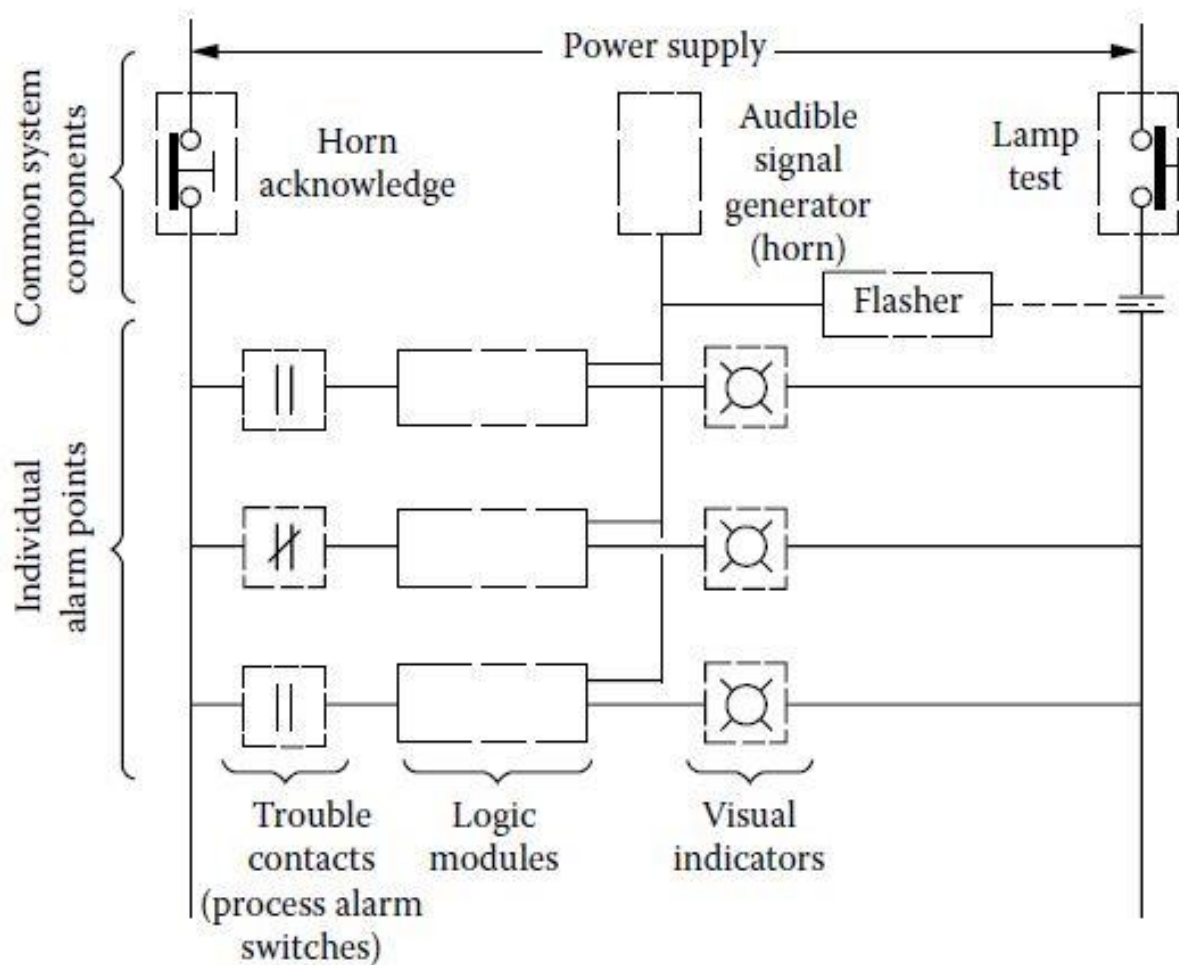 Power supply
Common system
components
Horn
acknowledge
Audible
signal
generator
(horn)
Lamp
test
Flasher
Individual
alarm points
Trouble
contacts
(process alarm
switches)
Logic
modules
Visual
indicators